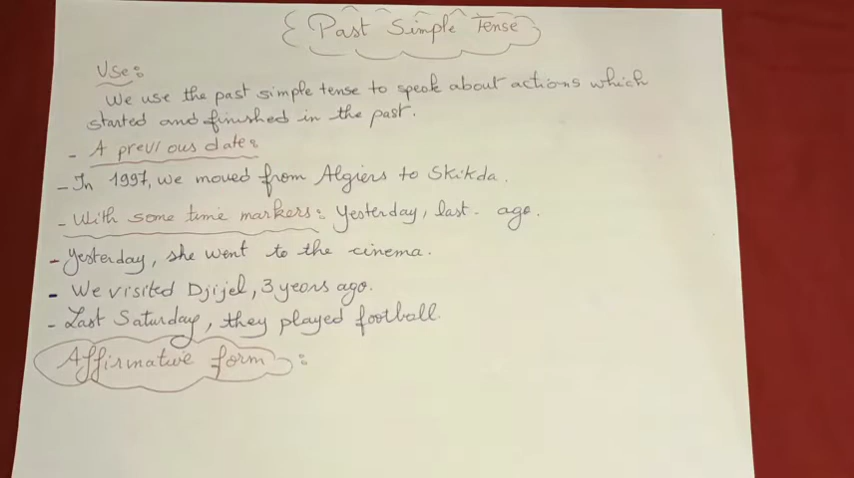 Past Simple Tense
Use:
We use the past simple tense to speak about actions which
started and finished in the past.
- A previous date:
- In 1997, we moved from Algiers to Skikda.
- With some time markers: Yesterday, last. ago.
- Yesterday, she went to the cinema.
- We visited Djijel, 3 years ago.
- Last Saturday, they played football.
Affirmative form: